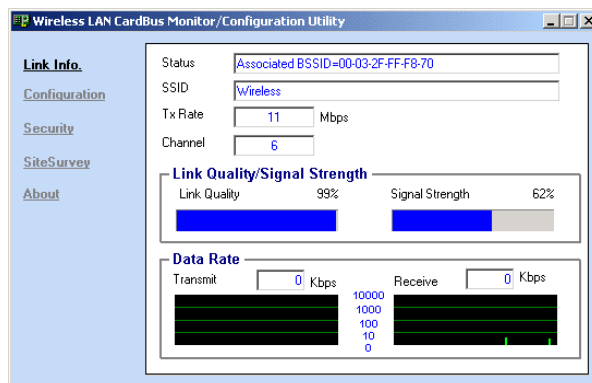 Wireless LAN CardBus Monitor/Configuration Utility
Link Info.
Configuration
Security
SiteSurvey
About
Status Associated BSSID=00-03-2F-FF-F8-70
SSID Wireless
Tx Rate 11 Mbps
Channel 6
Link Quality/Signal Strength
Link Quality 99% Signal Strength 62%
Data Rate
Transmit 0 Kbps Receive 0 Kbps
10000
1000
100
10
0